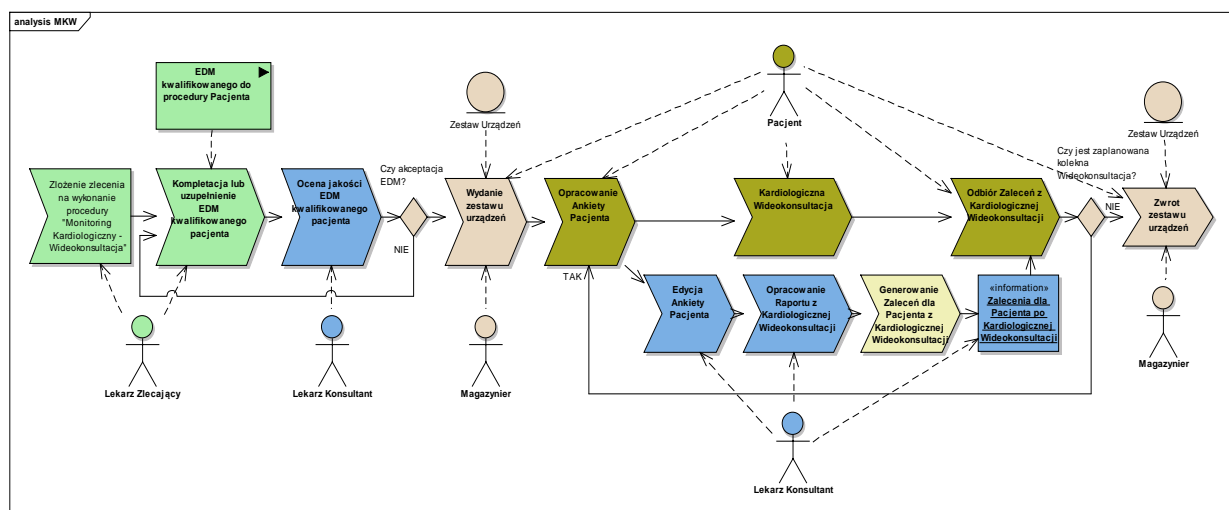 analysis MKW
EDM
kwalifikowanego do
procedury Pacjenta
Zestaw Urządzeń
Pacjent
Zestaw Urządzeń
Złożenie zlecenia
na wykonanie
procedury
"Monitoring
Kardiologiczny -
Wideokonsultacja"
Kompletacja lub
uzupełnienie
EDM
kwalifikowanego
pacjenta
Ocena jakości
EDM
kwalifikowanego
pacjenta
Czy akceptacja
EDM?
NIE
Wydanie
zestawu
urządzeń
Opracowanie
Ankiety
Pacjenta
Kardiologiczna
Wideokonsultacja
Odbiór Zaleceń z
Kardiologicznej
Wideokonsultacji
Czy jest zaplanowana
kolekna
Wideokonsultacja?
NIE
Zwrot
zestawu
urządzeń
TAK
Edycja
Ankiety
Pacjenta
Opracowanie
Raportu z
Kardiologicznej
Wideokonsultacji
Generowanie
Zaleceń dla
Pacjenta z
Kardiologicznej
Wideokonsultacji
«information»
Zalecenia dla
Pacjenta po
Kardiologicznej
Wideokonsultacji
Lekarz Zlecający
Lekarz Konsultant
Magazynier
Magazynier
Lekarz Konsultant